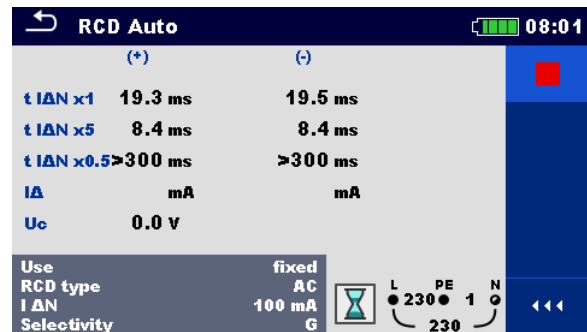 RCD Auto 08:01
(+) (-)
t IΔN x1 19.3 ms 19.5 ms
t IΔN x5 8.4 ms 8.4 ms
t IΔN x0.5 >300 ms >300 ms
IΔ mA mA
Uc 0.0 V
Use fixed
RCD type AC
I ΔN 100 mA
Selectivity G
L PE N
230 1
230